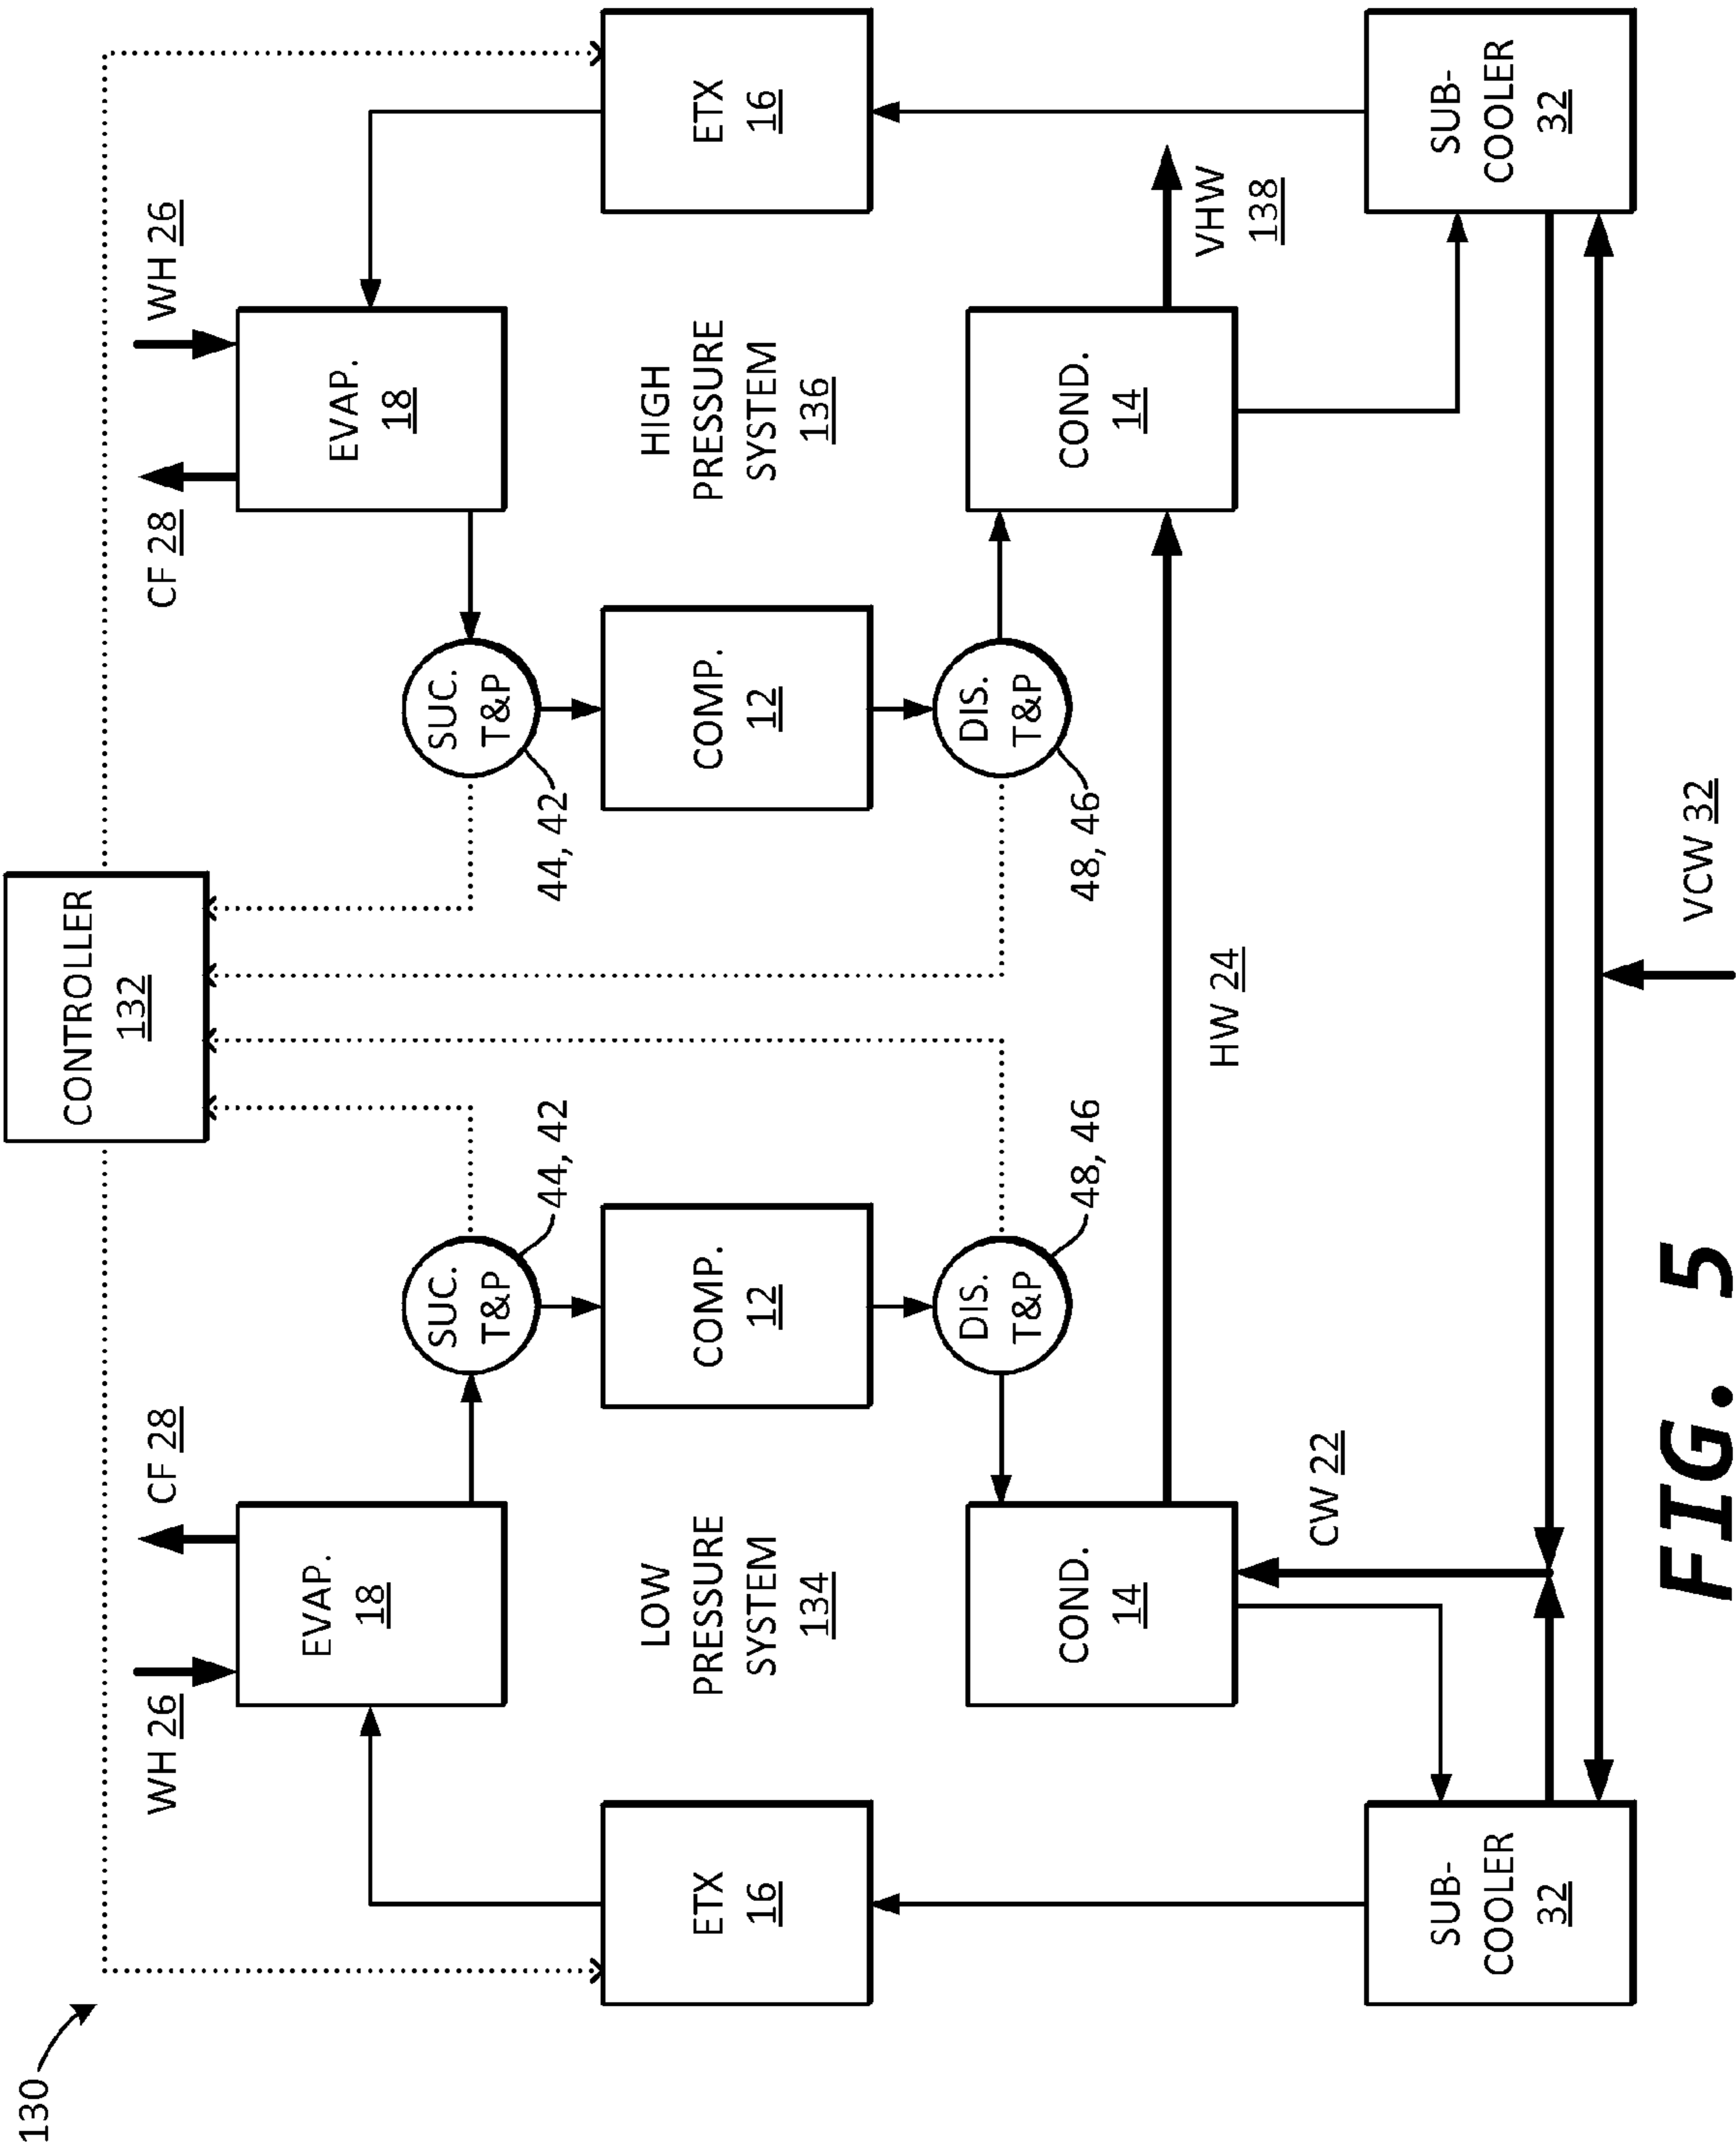 130
CONTROLLER
132
WH 26
CF 28
CF 28
WH 26
EVAP.
18
EVAP.
18
SUC.
T&P
SUC.
T&P
44, 42
44, 42
ETX
16
LOW
PRESSURE
SYSTEM
134
COMP.
12
COMP.
12
HIGH
PRESSURE
SYSTEM
136
ETX
16
DIS.
T&P
DIS.
T&P
48, 46
48, 46
COND.
14
COND.
14
HW 24
VHW
138
CW 22
SUB-
COOLER
32
SUB-
COOLER
32
VCW 32
FIG. 5